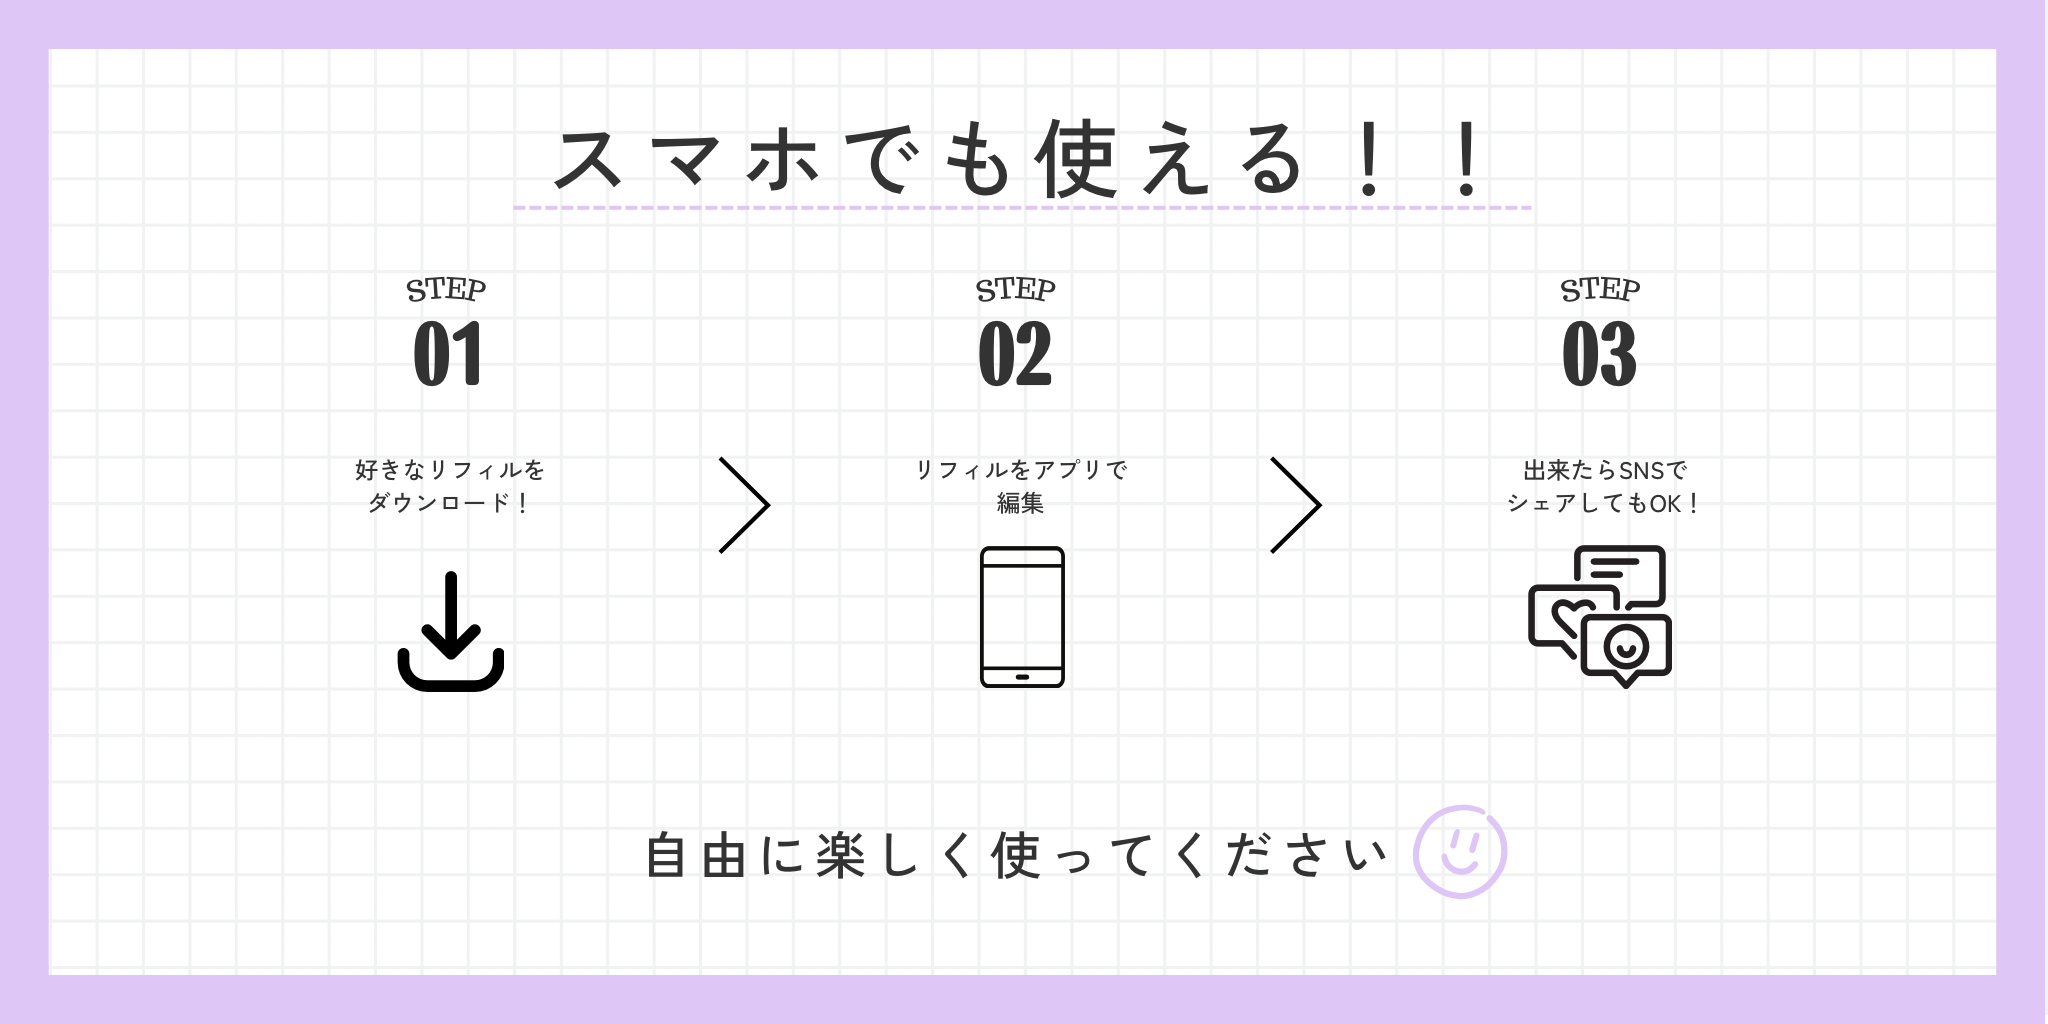 スマホでも使える！！
STEP
01
好きなリフィルを
ダウンロード！
STEP
02
リフィルをアプリで
編集
STEP
03
出来たらSNSで
シェアしてもOK！
自由に楽しく使ってください